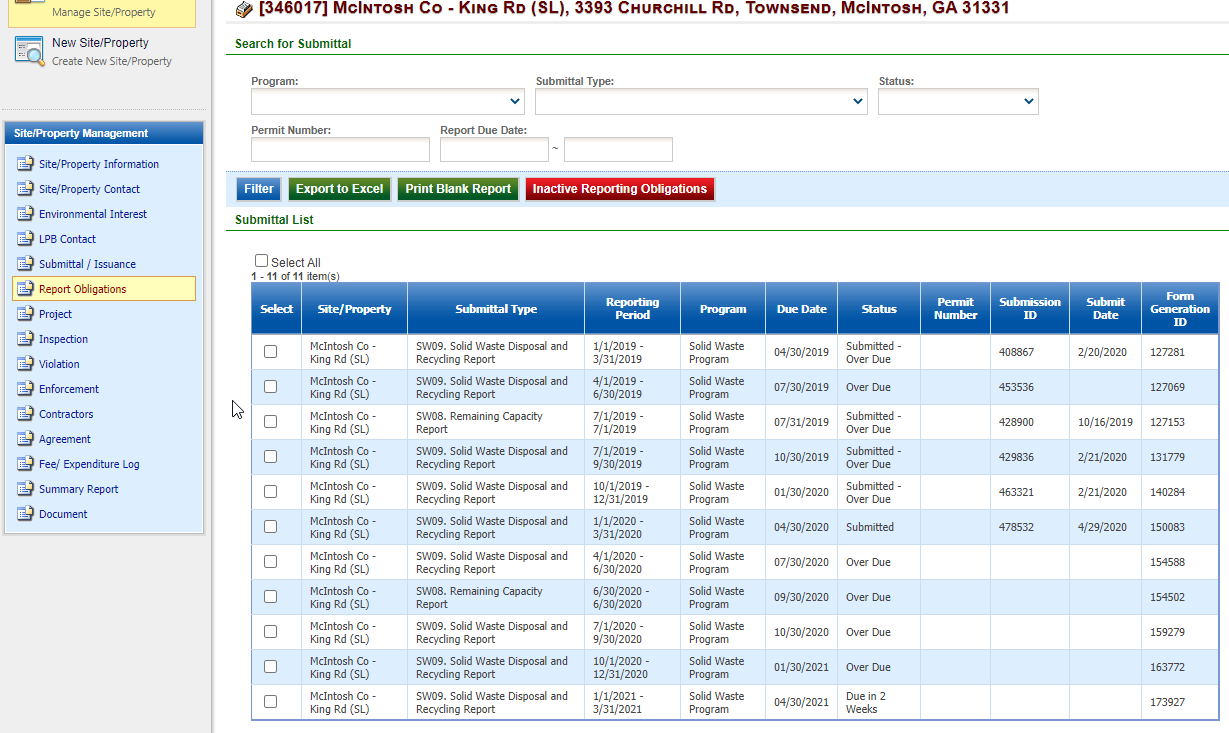 Manage Site/Property
New Site/Property
Create New Site/Property
Site/Property Management
Site/Property Information
Site/Property Contact
Environmental Interest
LPB Contact
Submittal / Issuance
Report Obligations
Project
Inspection
Violation
Enforcement
Contractors
Agreement
Fee/ Expenditure Log
Summary Report
Document
[346017] McIntosh Co - King Rd (SL), 3393 Churchill Rd, Townsend, McIntosh, GA 31331
Search for Submittal
Program: Submittal Type: Status:
Permit Number: Report Due Date:
~
Filter Export to Excel Print Blank Report Inactive Reporting Obligations
Submittal List
Select All
1 - 11 of 11 item(s)
Select Site/Property Submittal Type Reporting Period Program Due Date Status Permit Number Submission ID Submit Date Form Generation ID
McIntosh Co - King Rd (SL) SW09. Solid Waste Disposal and Recycling Report 1/1/2019 - 3/31/2019 Solid Waste Program 04/30/2019 Submitted - Over Due 408867 2/20/2020 127281
McIntosh Co - King Rd (SL) SW09. Solid Waste Disposal and Recycling Report 4/1/2019 - 6/30/2019 Solid Waste Program 07/30/2019 Over Due 453536 127069
McIntosh Co - King Rd (SL) SW08. Remaining Capacity Report 7/1/2019 - 7/1/2019 Solid Waste Program 07/31/2019 Submitted - Over Due 428900 10/16/2019 127153
McIntosh Co - King Rd (SL) SW09. Solid Waste Disposal and Recycling Report 7/1/2019 - 9/30/2019 Solid Waste Program 10/30/2019 Submitted - Over Due 429836 2/21/2020 131779
McIntosh Co - King Rd (SL) SW09. Solid Waste Disposal and Recycling Report 10/1/2019 - 12/31/2019 Solid Waste Program 01/30/2020 Submitted - Over Due 463321 2/21/2020 140284
McIntosh Co - King Rd (SL) SW09. Solid Waste Disposal and Recycling Report 1/1/2020 - 3/31/2020 Solid Waste Program 04/30/2020 Submitted 478532 4/29/2020 150083
McIntosh Co - King Rd (SL) SW09. Solid Waste Disposal and Recycling Report 4/1/2020 - 6/30/2020 Solid Waste Program 07/30/2020 Over Due 154588
McIntosh Co - King Rd (SL) SW08. Remaining Capacity Report 6/30/2020 - 6/30/2020 Solid Waste Program 09/30/2020 Over Due 154502
McIntosh Co - King Rd (SL) SW09. Solid Waste Disposal and Recycling Report 7/1/2020 - 9/30/2020 Solid Waste Program 10/30/2020 Over Due 159279
McIntosh Co - King Rd (SL) SW09. Solid Waste Disposal and Recycling Report 10/1/2020 - 12/31/2020 Solid Waste Program 01/30/2021 Over Due 163772
McIntosh Co - King Rd (SL) SW09. Solid Waste Disposal and Recycling Report 1/1/2021 - 3/31/2021 Solid Waste Program 04/30/2021 Due in 2 Weeks 173927